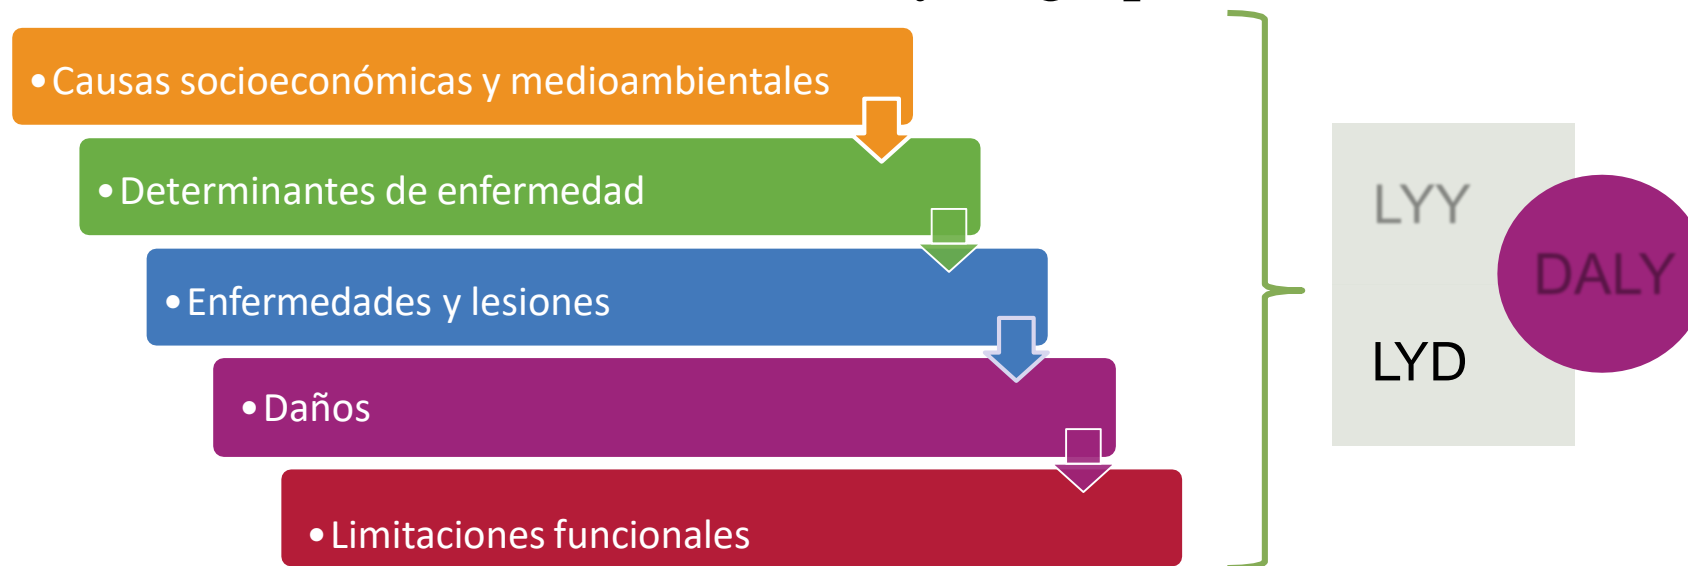 •Causas socioeconómicas y medioambientales
•Determinantes de enfermedad
•Enfermedades y lesiones
•Daños
•Limitaciones funcionales
LYY
DALY
LYD